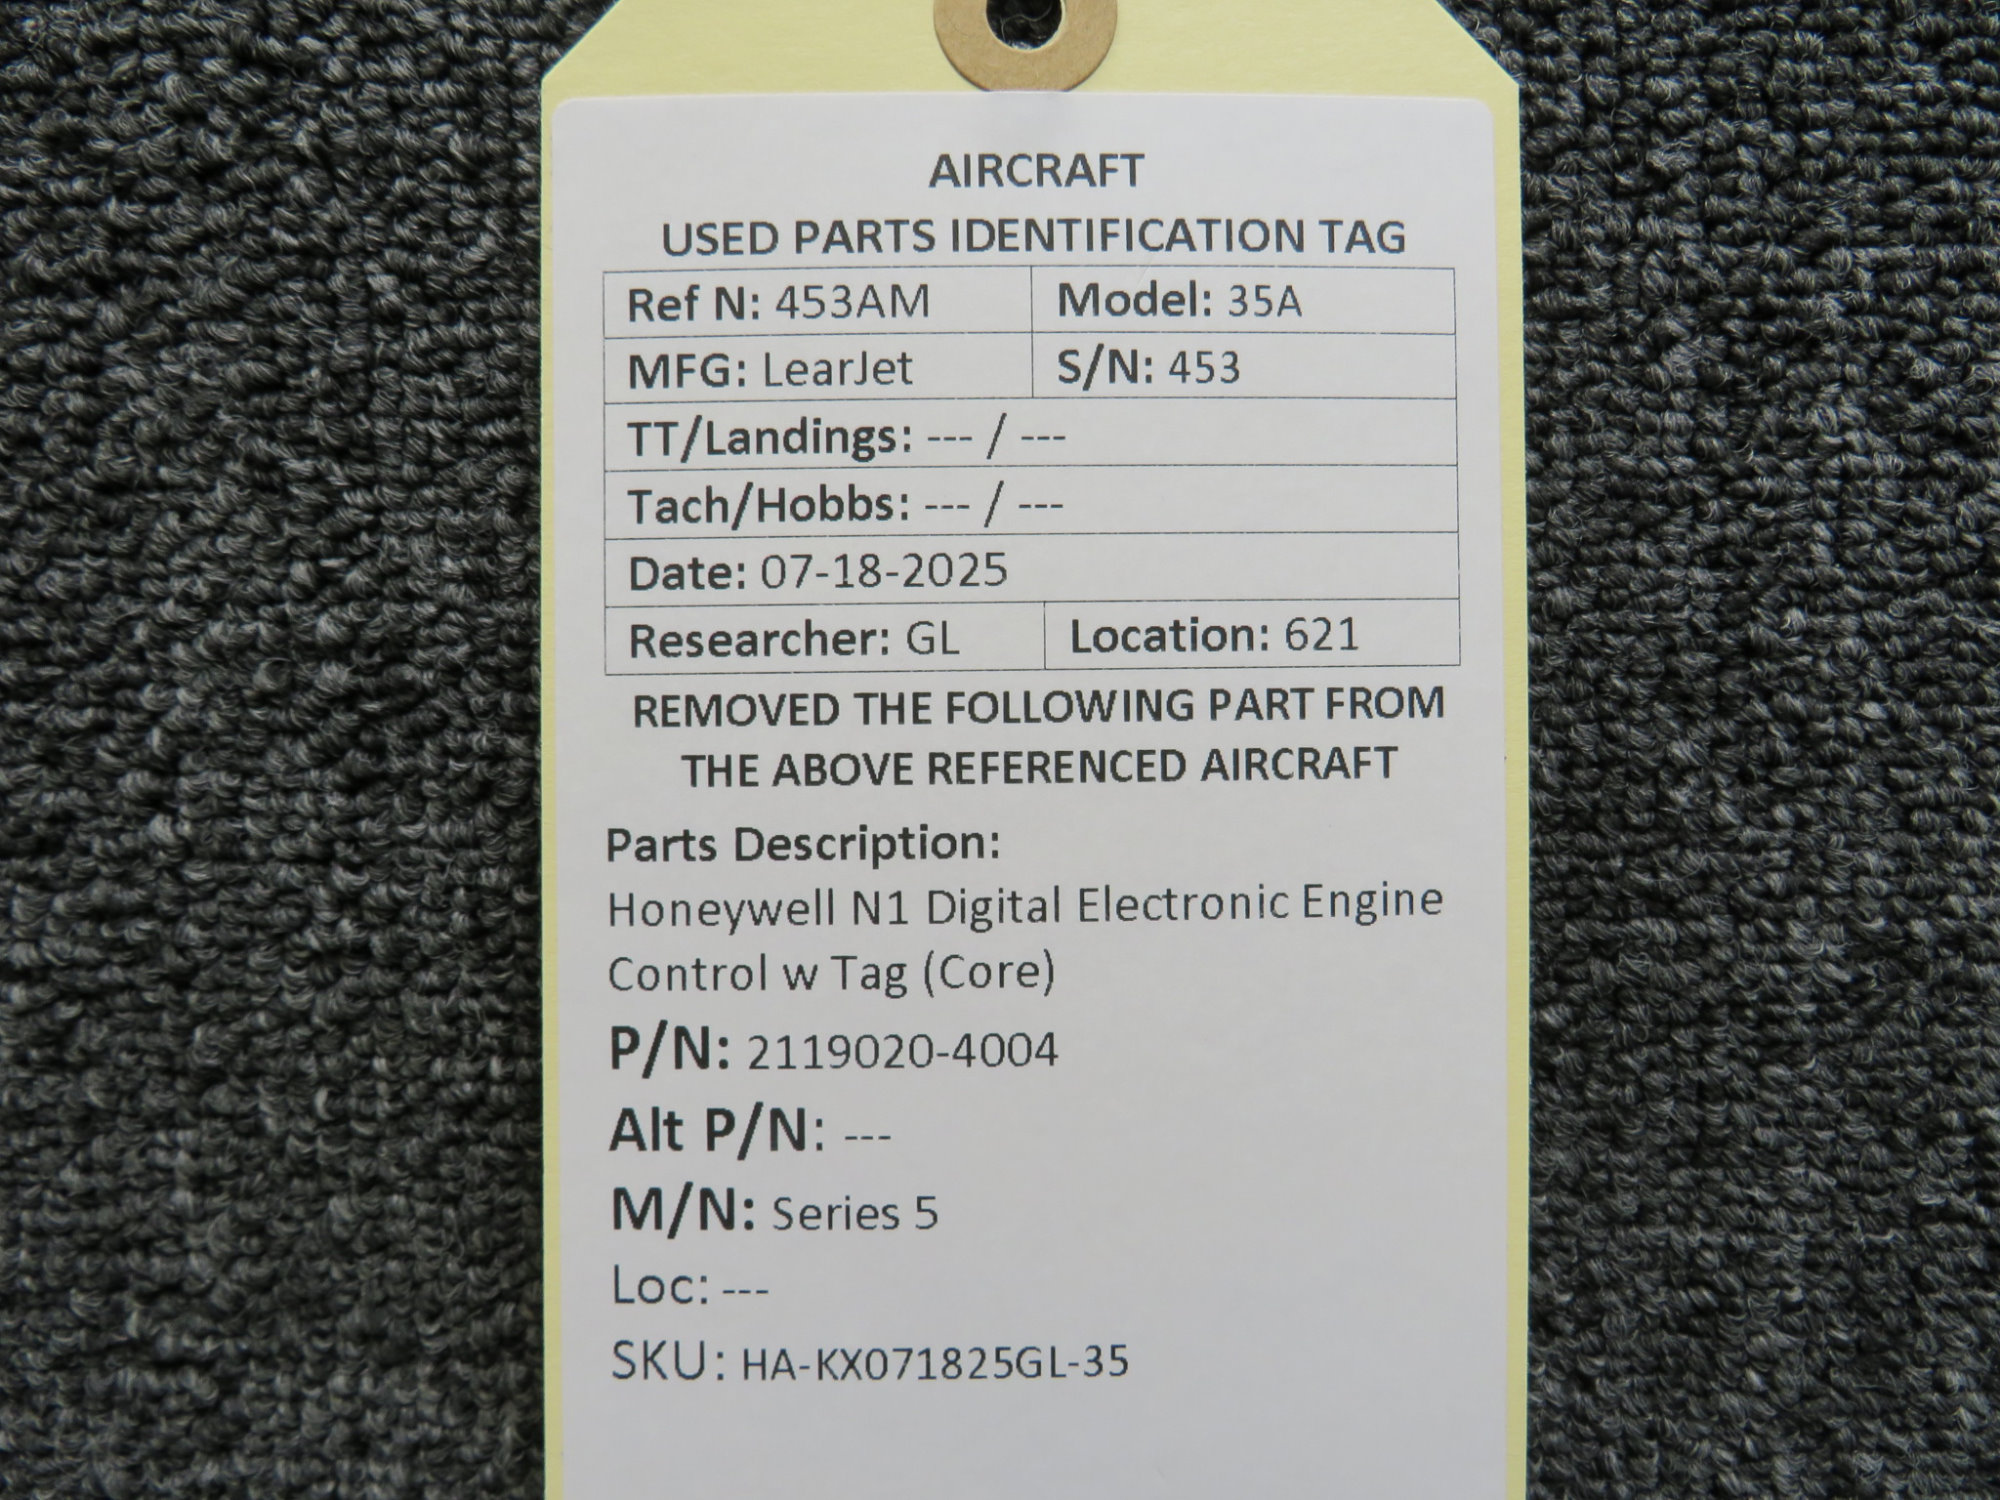 AIRCRAFT
USED PARTS IDENTIFICATION TAG
Ref N: 453AM Model: 35A
MFG: LearJet S/N: 453
TT/Landings: --- / ---
Tach/Hobbs: --- / ---
Date: 07-18-2025
Researcher: GL Location: 621
REMOVED THE FOLLOWING PART FROM
THE ABOVE REFERENCED AIRCRAFT
Parts Description:
Honeywell N1 Digital Electronic Engine
Control w Tag (Core)
P/N: 2119020-4004
Alt P/N: ---
M/N: Series 5
Loc: ---
SKU: HA-KX071825GL-35